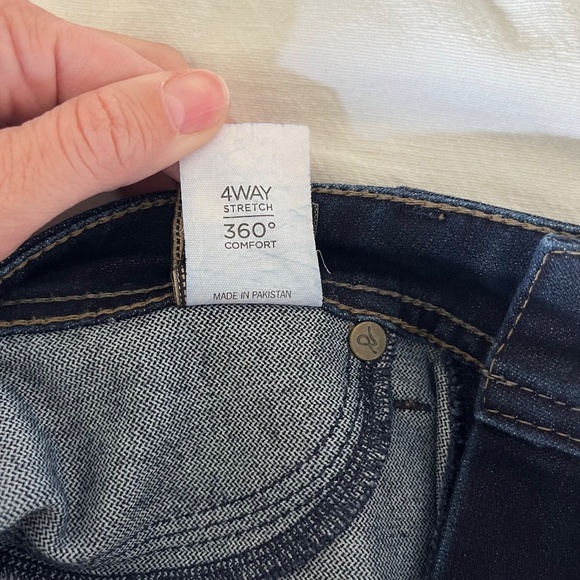 4WAY
STRETCH
360°
COMFORT
MADE IN PAKISTAN